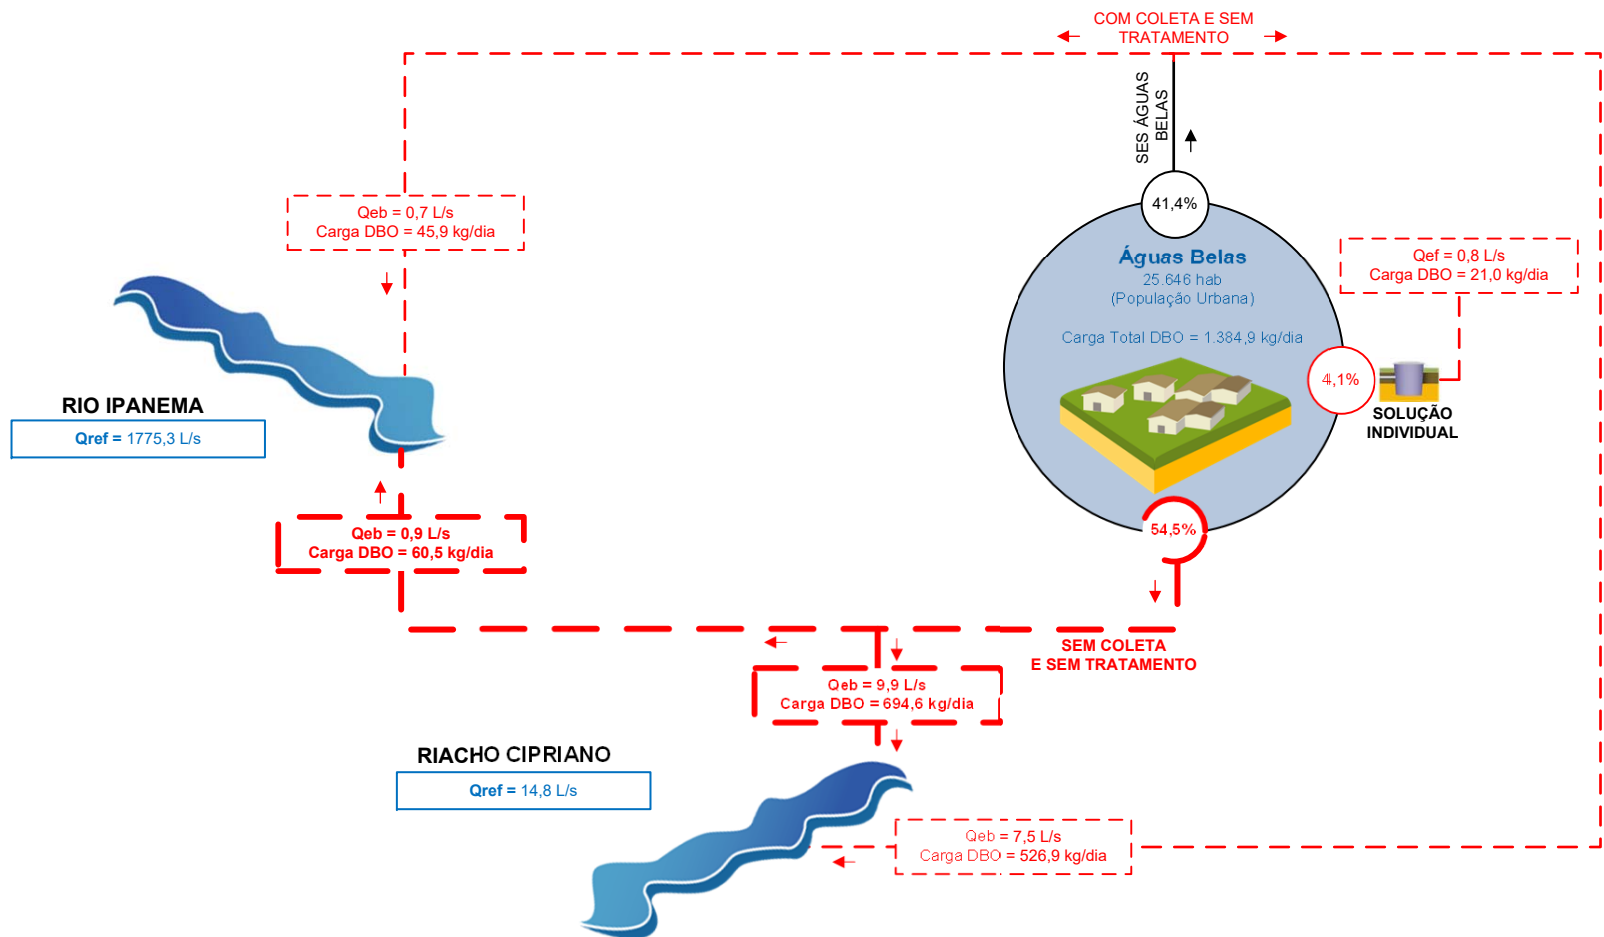 COM COLETA E SEM
TRATAMENTO
SES ÁGUAS
BELAS
41,4%
Qeb = 0,7 L/s
Carga DBO = 45,9 kg/dia
Águas Belas
25.646 hab
(População Urbana)
Carga Total DBO = 1.384,9 kg/dia
Qef = 0,8 L/s
Carga DBO = 21,0 kg/dia
4,1%
SOLUÇÃO
INDIVIDUAL
RIO IPANEMA
Qref = 1775,3 L/s
Qeb = 0,9 L/s
Carga DBO = 60,5 kg/dia
54,5%
SEM COLETA
E SEM TRATAMENTO
Qeb = 9,9 L/s
Carga DBO = 694,6 kg/dia
RIACHO CIPRIANO
Qref = 14,8 L/s
Qeb = 7,5 L/s
Carga DBO = 526,9 kg/dia